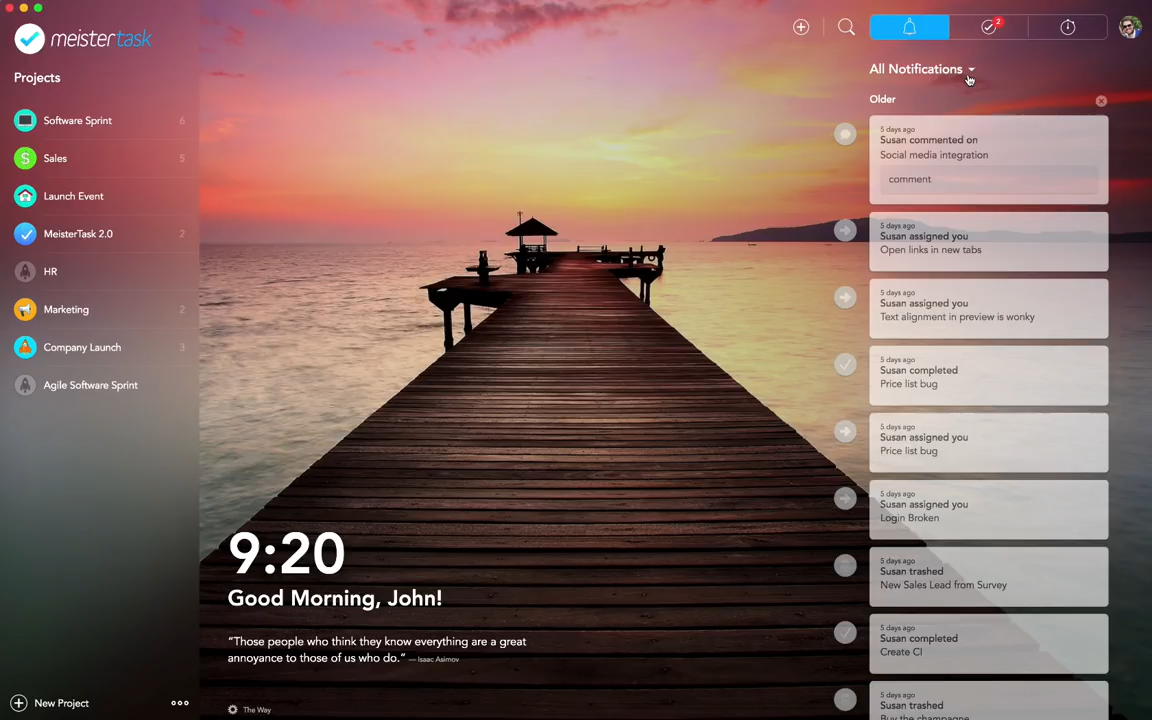 meistertask
Projects
Software Sprint 6
Sales 5
Launch Event
MeisterTask 2.0 2
HR
Marketing 2
Company Launch 3
Agile Software Sprint
New Project
9:20
Good Morning, John!
“Those people who think they know everything are a great
annoyance to those of us who do.” — Isaac Asimov
The Way
2
All Notifications
Older
5 days ago
Susan commented on
Social media integration
comment
5 days ago
Susan assigned you
Open links in new tabs
5 days ago
Susan assigned you
Text alignment in preview is wonky
5 days ago
Susan completed
Price list bug
5 days ago
Susan assigned you
Price list bug
5 days ago
Susan assigned you
Login Broken
5 days ago
Susan trashed
New Sales Lead from Survey
5 days ago
Susan completed
Create CI
5 days ago
Susan trashed
Buy the champagne